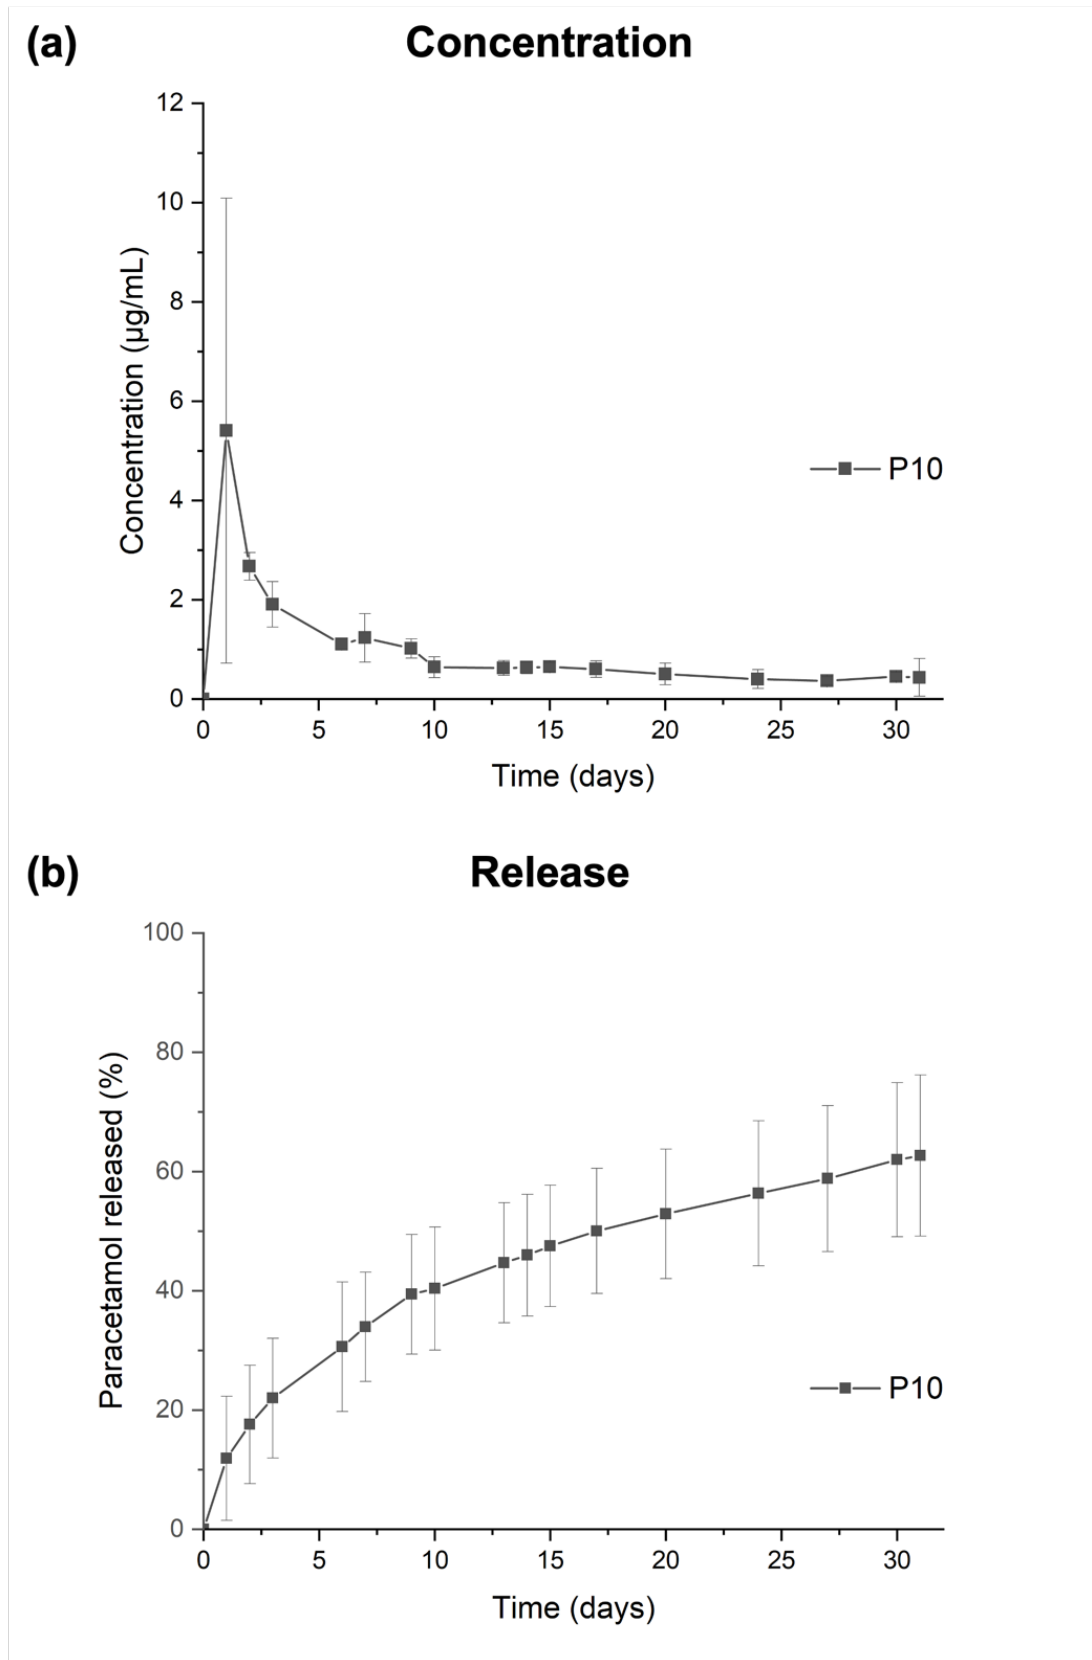 (a) Concentration
12
10
8
6
4
2
0
Concentration (µg/mL)
P10
0 5 10 15 20 25 30
Time (days)
(b) Release
100
80
60
40
20
0
Paracetamol released (%)
P10
0 5 10 15 20 25 30
Time (days)